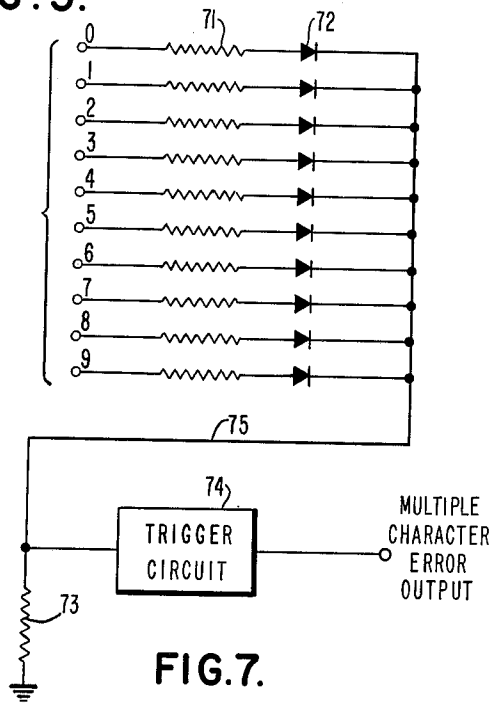 71
72
0
1
2
3
4
5
6
7
8
9
75
74
TRIGGER
CIRCUIT
MULTIPLE
CHARACTER
ERROR
OUTPUT
73
FIG.7.